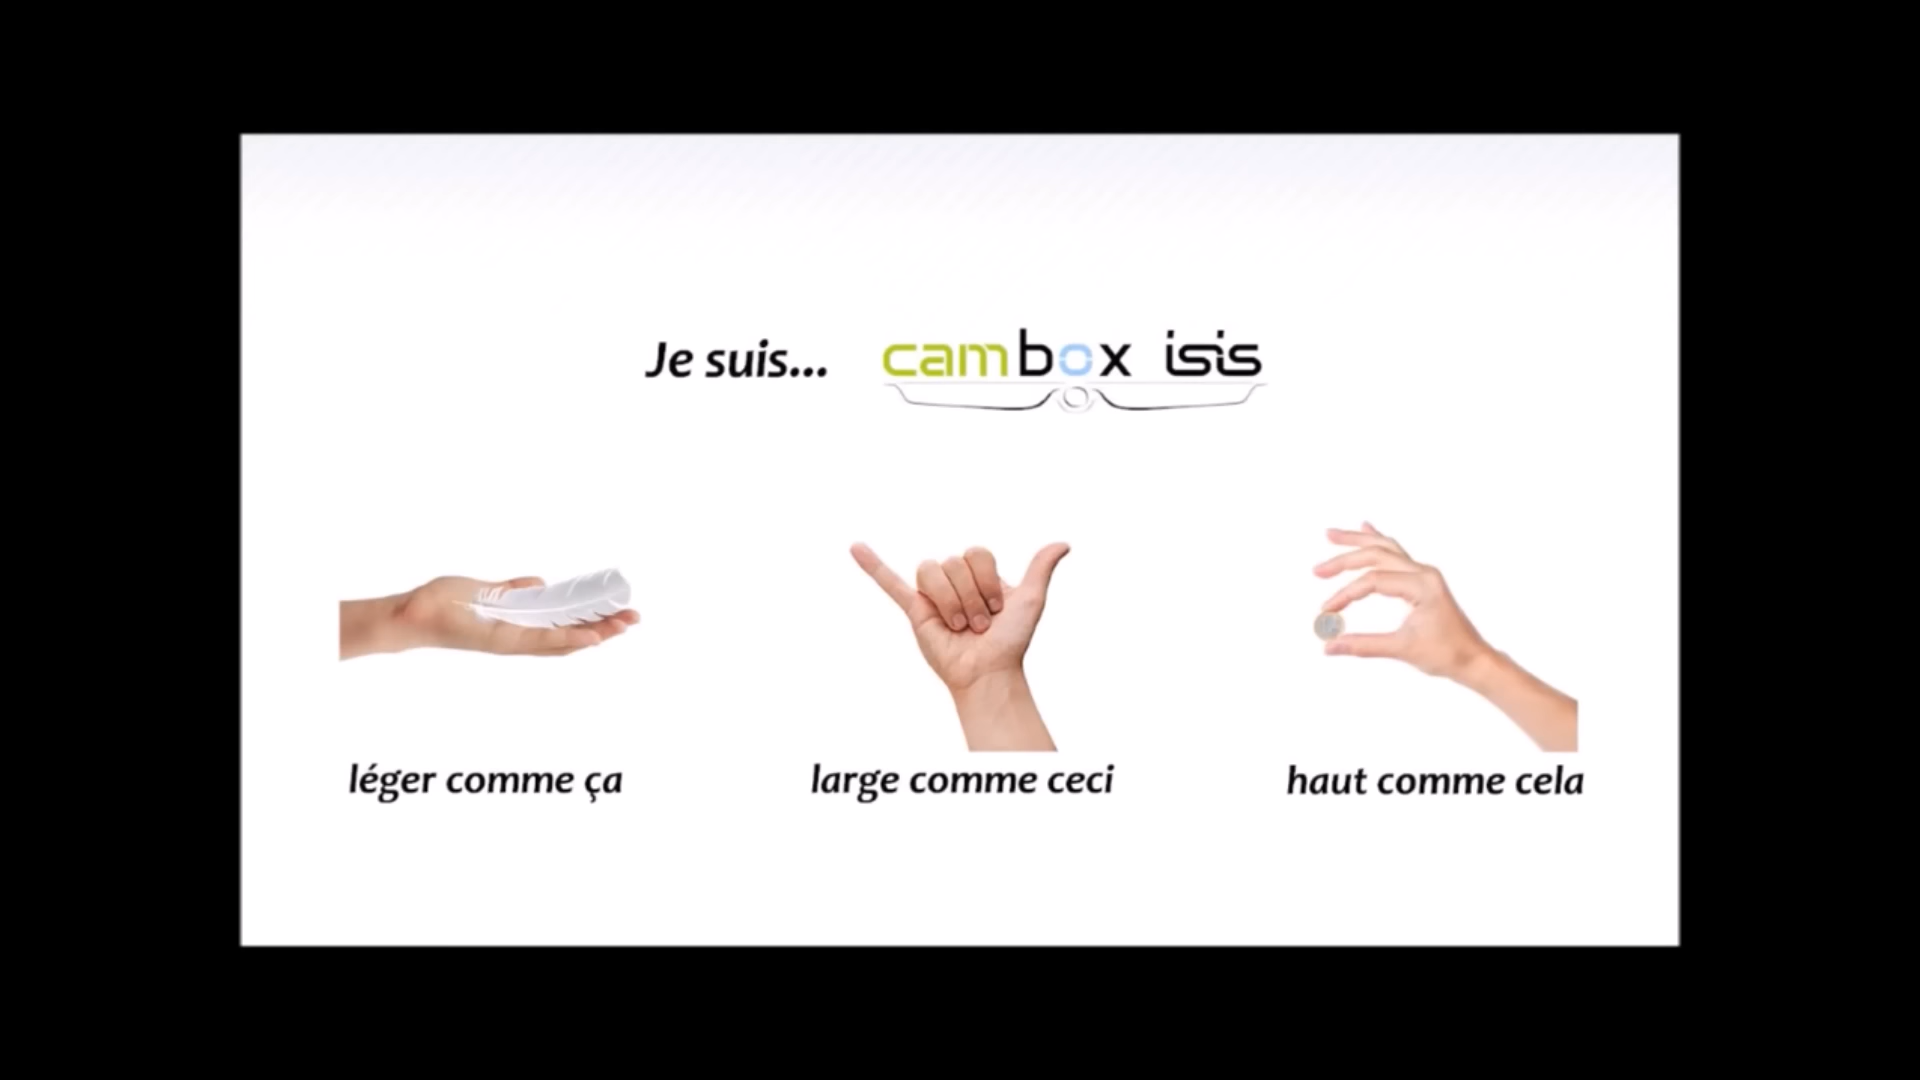 Je suis... cambox isis
léger comme ça
large comme ceci
haut comme cela